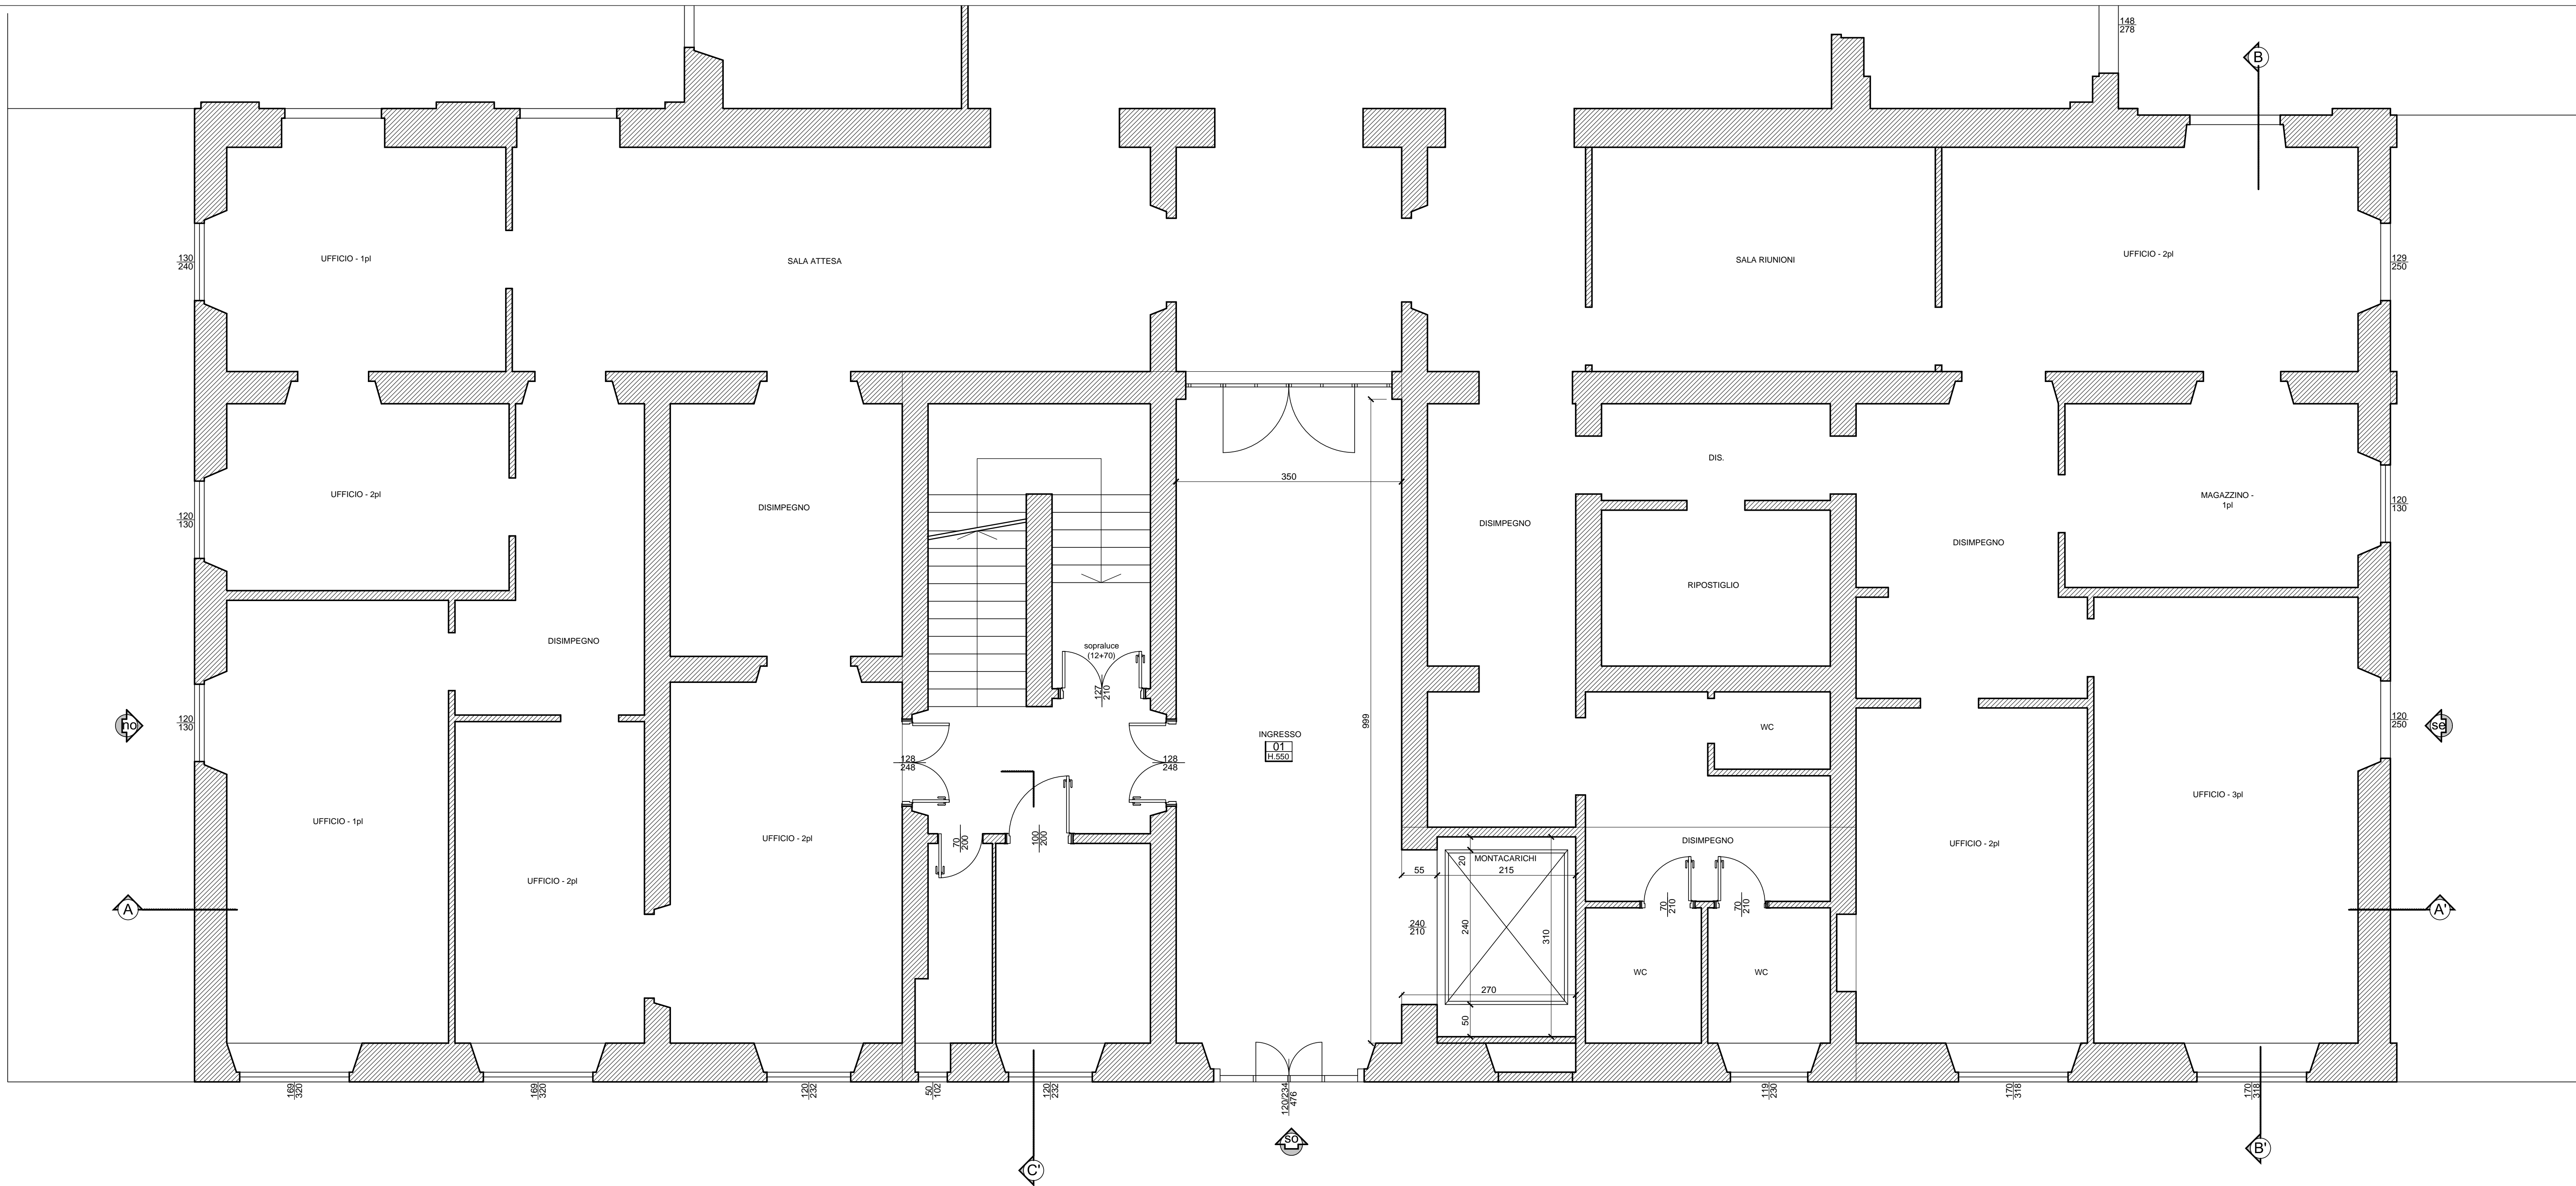 148
278
B
UFFICIO - 1pl
SALA ATTESA
SALA RIUNIONI
UFFICIO - 2pl
130
240
129
250
350
DIS.
UFFICIO - 2pl
DISIMPEGNO
DISIMPEGNO
MAGAZZINO -
1pl
120
130
120
130
DISIMPEGNO
RIPOSTIGLIO
DISIMPEGNO
sopraluce
(12+70)
127
210
no
120
130
999
INGRESSO
01
H.550
WC
120
250
se
128
248
128
248
UFFICIO - 3pl
UFFICIO - 1pl
UFFICIO - 2pl
70
200
100
200
DISIMPEGNO
UFFICIO - 2pl
20
MONTACARICHI
55
215
UFFICIO - 2pl
A
70
210
70
210
A'
240
210
240
310
WC
WC
270
50
169
320
169
320
120
232
50
102
120
232
120/234
476
119
230
170
318
170
318
so
C'
B'